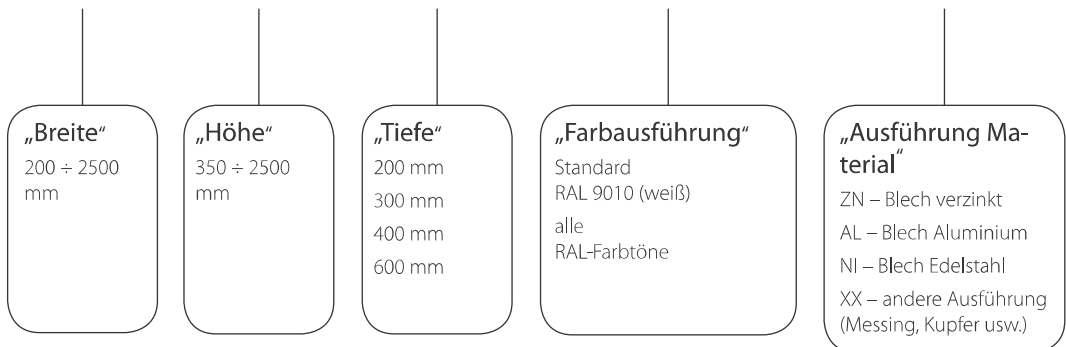 „Breite“
200 ÷ 2500
mm
„Höhe“
350 ÷ 2500
mm
„Tiefe“
200 mm
300 mm
400 mm
600 mm
„Farbausführung“
Standard
RAL 9010 (weiß)
alle
RAL-Farbtöne
„Ausführung Ma-
terial“
ZN – Blech verzinkt
AL – Blech Aluminium
NI – Blech Edelstahl
XX – andere Ausführung
(Messing, Kupfer usw.)